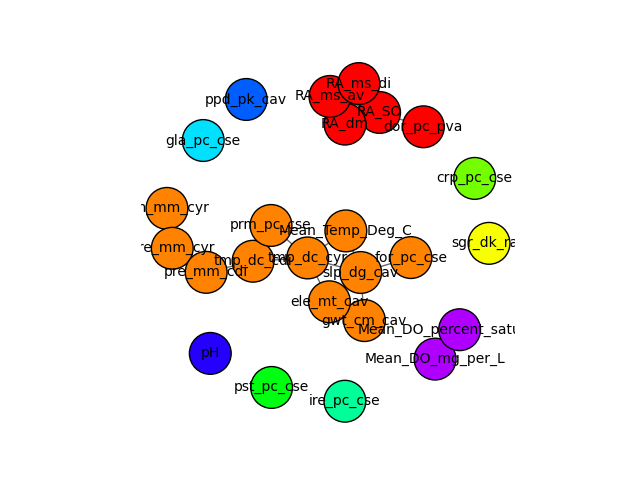 RA_ms_di
RA_ms_av
ppd_pk_cav
RA_SO
RA_dm
dor_pc_pva
gla_pc_cse
crp_pc_cse
n_mm_cyr
prm_pc_cse
Mean_Temp_Deg_C
sgr_dk_ra
re_mm_cyr
tmp_dc_cyr
for_pc_cse
tmp_dc_cdi
pre_mm_cdi
slp_dg_cav
ele_mt_cav
gwt_cm_cav
Mean_DO_percent_satu
pH
Mean_DO_mg_per_L
pst_pc_cse
ire_pc_cse